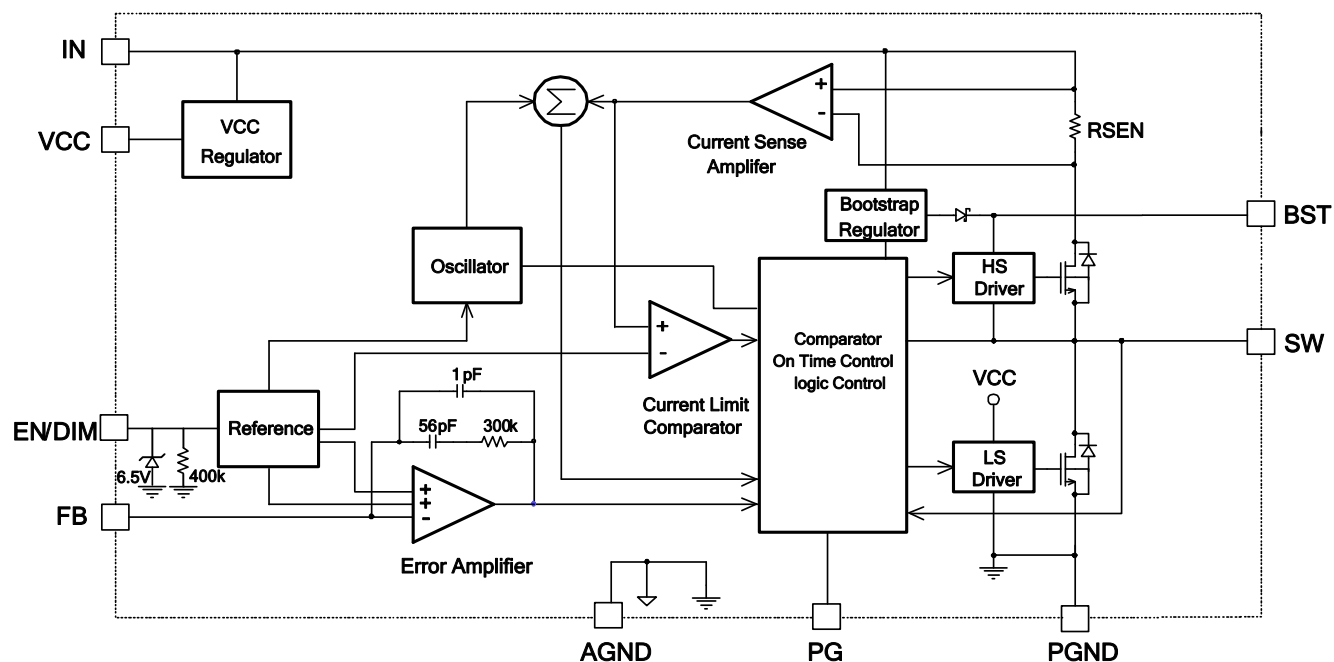 IN
VCC
VCC
Regulator
Σ
+
-
Current Sense
Amplifer
RSEN
Bootstrap
Regulator
BST
Oscillator
HS
Driver
+
-
Current Limit
Comparator
Comparator
On Time Control
logic Control
SW
VCC
1pF
56pF
300k
EN/DIM
Reference
6.5V
400k
LS
Driver
FB
+
+
-
Error Amplifier
AGND
PG
PGND